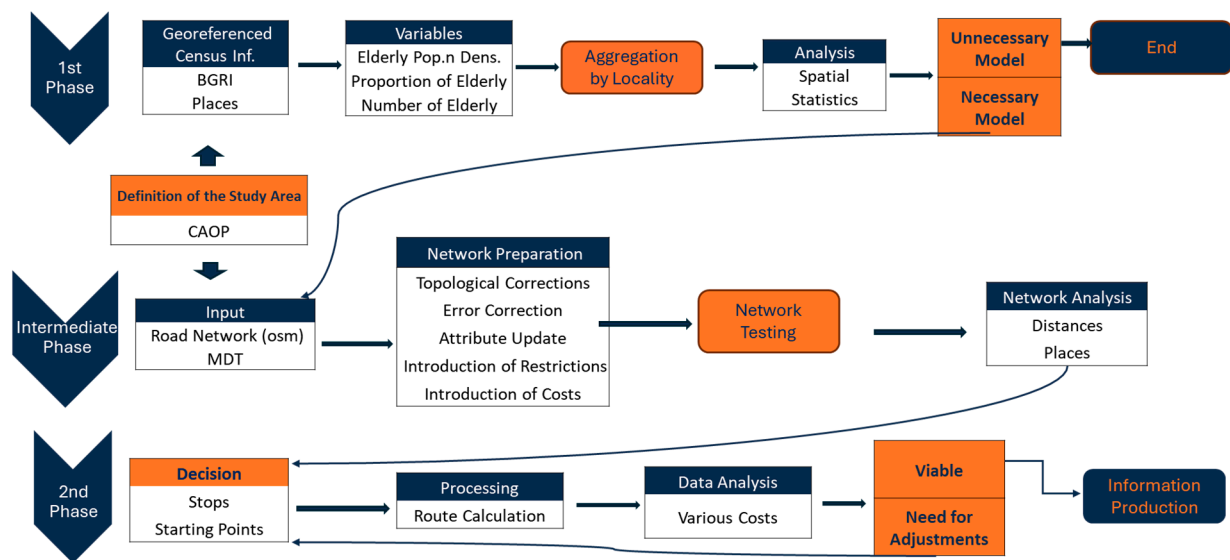 1st
Phase
Georeferenced
Census Inf.
BGRI
Places
Variables
Elderly Pop.n Dens.
Proportion of Elderly
Number of Elderly
Aggregation
by Locality
Analysis
Spatial
Statistics
Unnecessary
Model
Necessary
Model
End
Definition of the Study Area
CAOP
Intermediate
Phase
Input
Road Network (osm)
MDT
Network Preparation
Topological Corrections
Error Correction
Attribute Update
Introduction of Restrictions
Introduction of Costs
Network
Testing
Network Analysis
Distances
Places
2nd
Phase
Decision
Stops
Starting Points
Processing
Route Calculation
Data Analysis
Various Costs
Viable
Need for
Adjustments
Information
Production